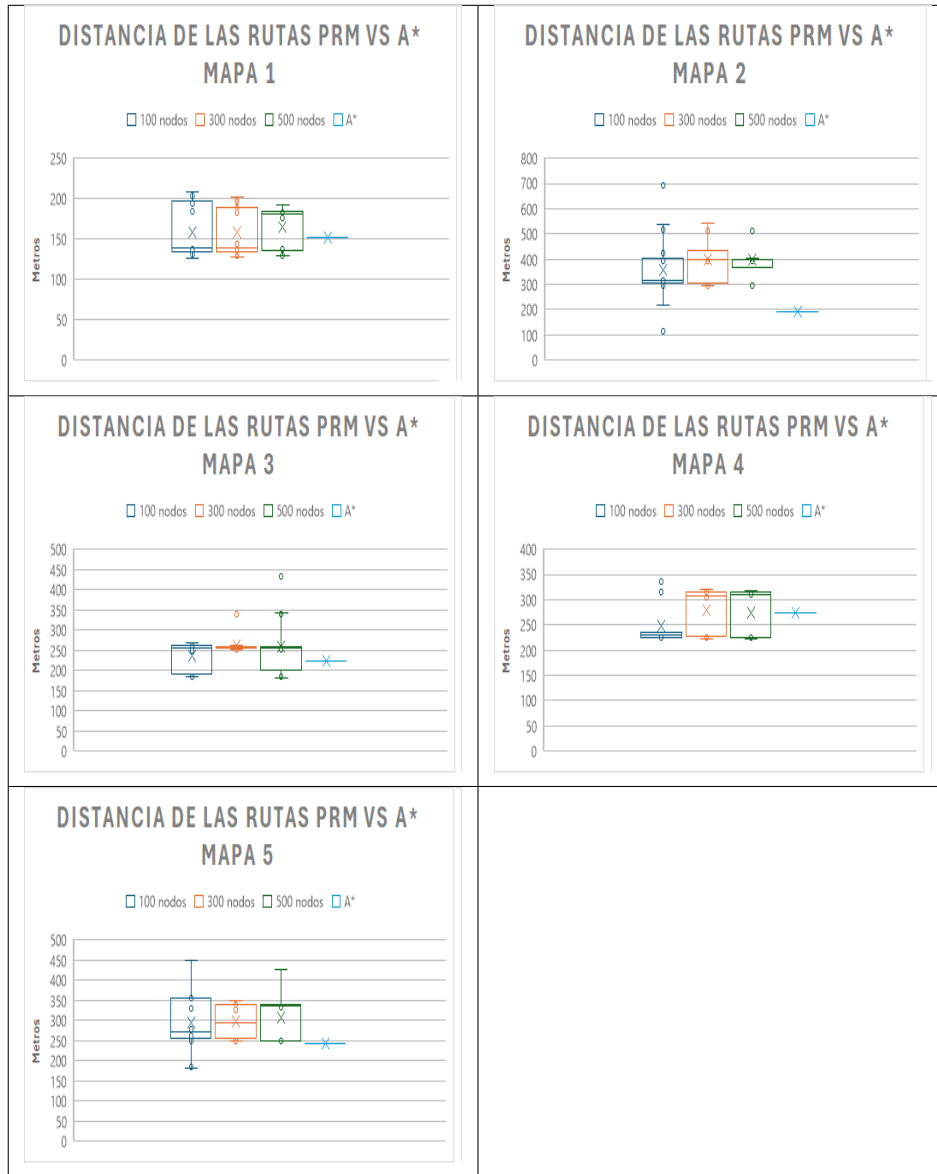 DISTANCIA DE LAS RUTAS PRM VS A*
MAPA 1
100 nodos 300 nodos 500 nodos A*
250
200
150
100
50
0
Metros
DISTANCIA DE LAS RUTAS PRM VS A*
MAPA 2
100 nodos 300 nodos 500 nodos A*
800
700
600
500
400
300
200
100
0
Metros
DISTANCIA DE LAS RUTAS PRM VS A*
MAPA 3
100 nodos 300 nodos 500 nodos A*
500
450
400
350
300
250
200
150
100
50
0
Metros
DISTANCIA DE LAS RUTAS PRM VS A*
MAPA 4
100 nodos 300 nodos 500 nodos A*
400
350
300
250
200
150
100
50
0
Metros
DISTANCIA DE LAS RUTAS PRM VS A*
MAPA 5
100 nodos 300 nodos 500 nodos A*
500
450
400
350
300
250
200
150
100
50
0
Metros